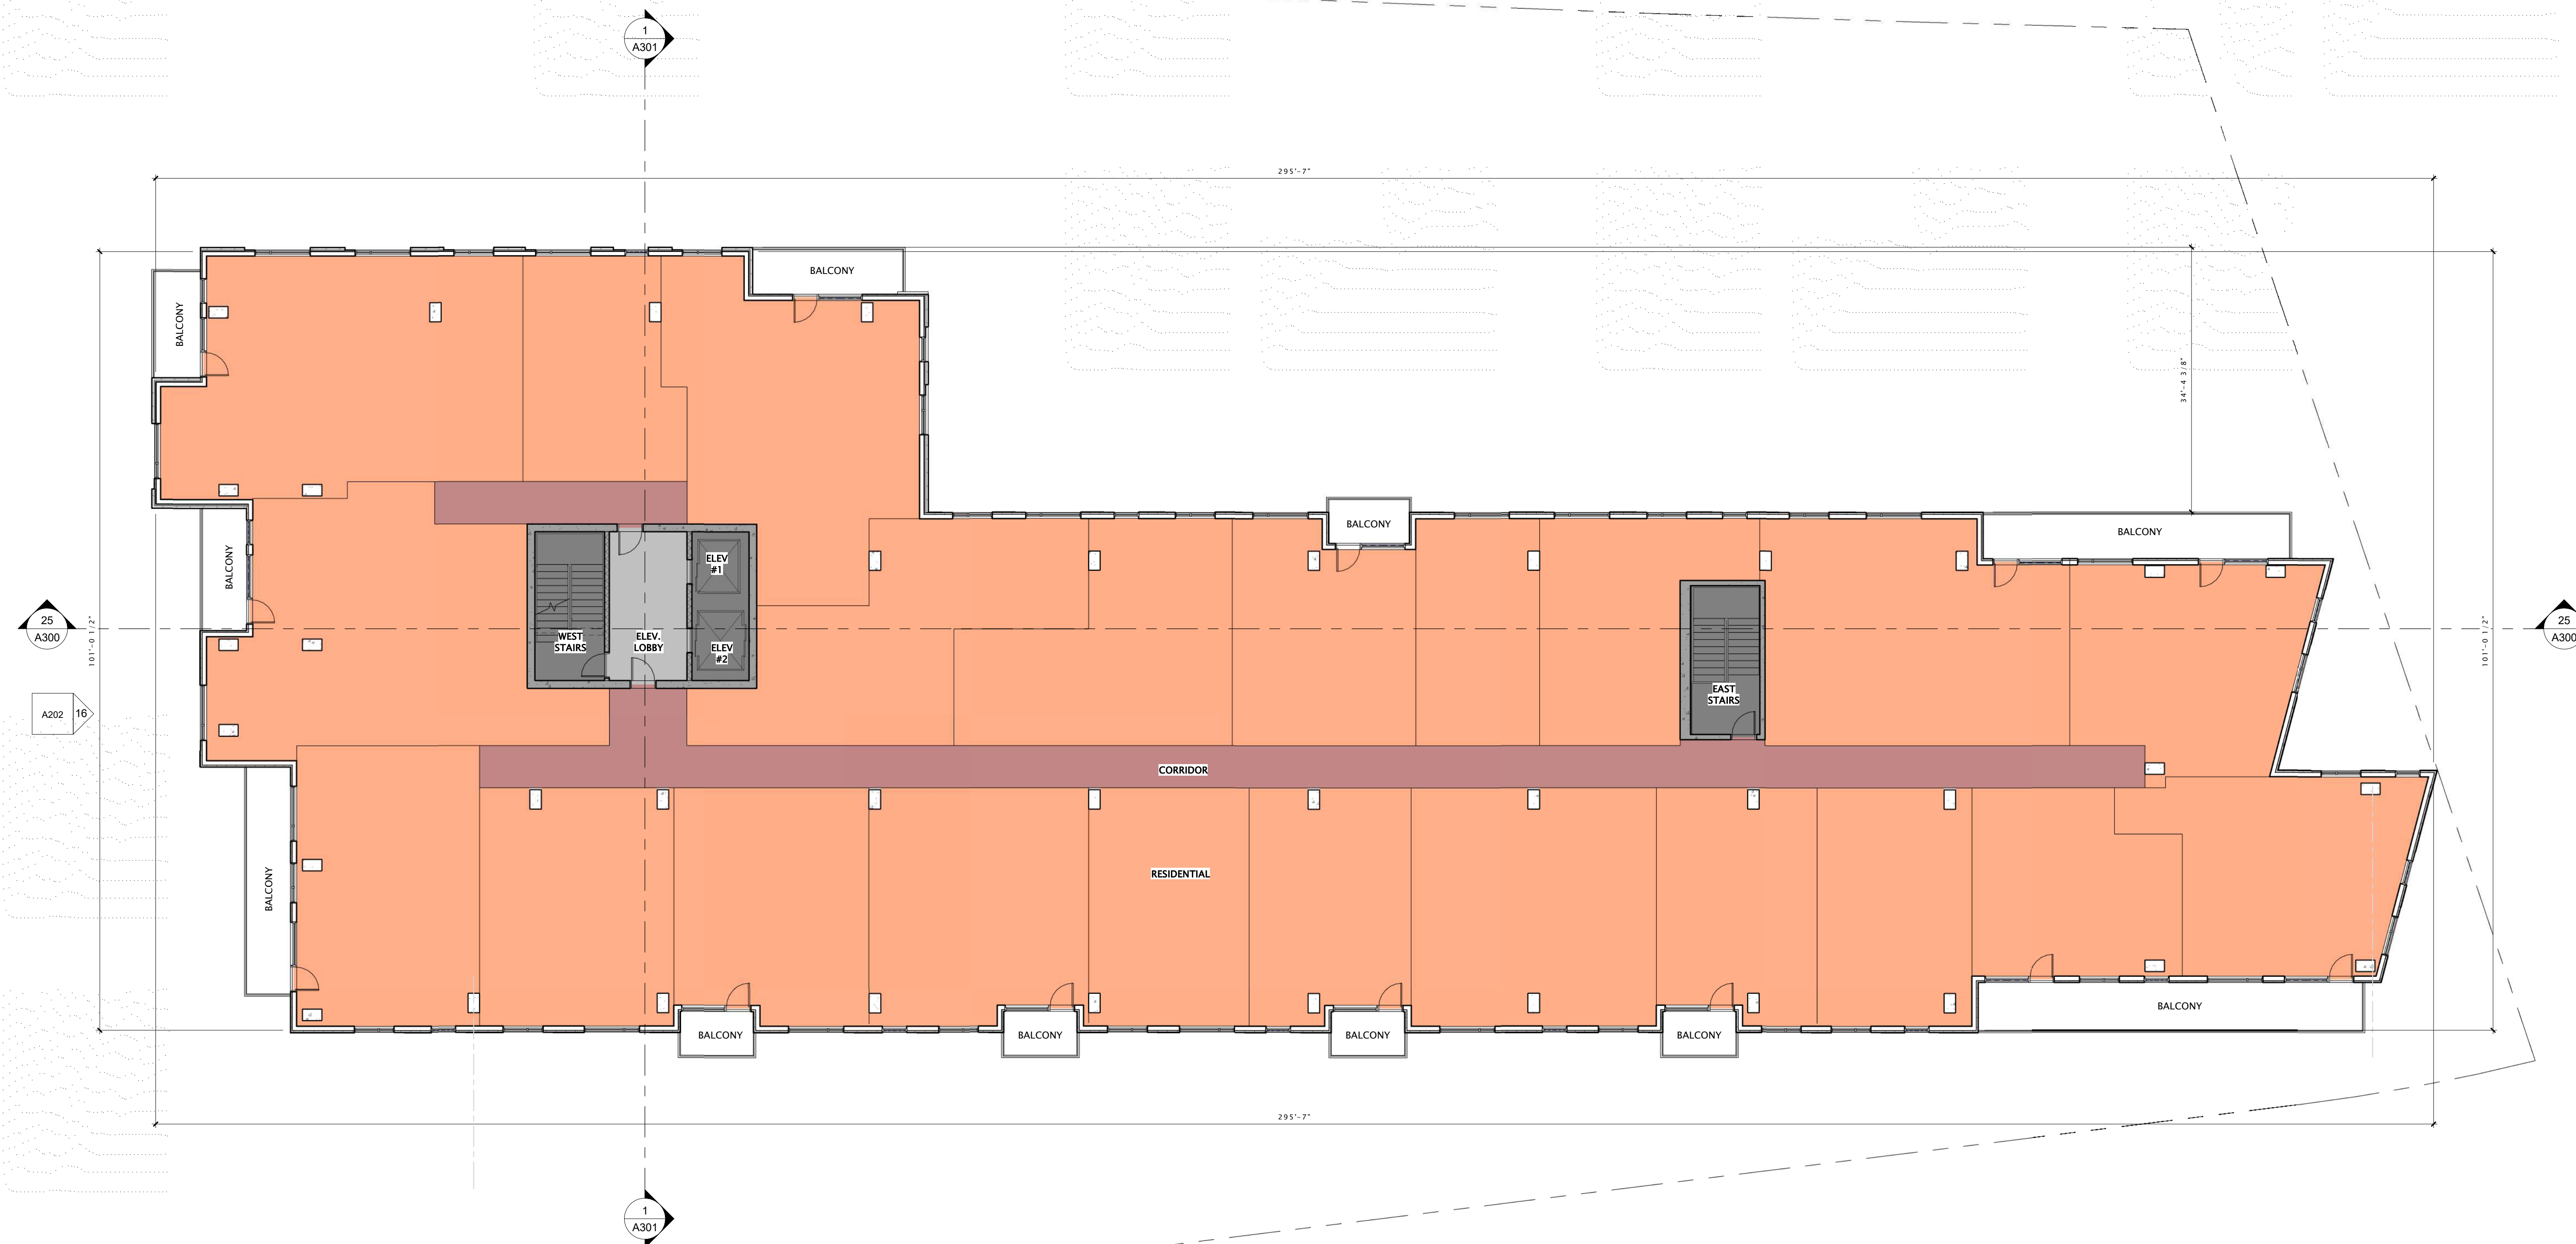 1
A301
295'-7"
BALCONY
BALCONY
34'-4 3/8"
BALCONY
BALCONY
BALCONY
ELEV
#1
WEST
STAIRS
ELEV.
LOBBY
ELEV
#2
25
A300
101'-0 1/2"
25
A300
101'-0 1/2"
EAST
STAIRS
A202
16
CORRIDOR
RESIDENTIAL
BALCONY
BALCONY
BALCONY
BALCONY
BALCONY
BALCONY
295'-7"
1
A301